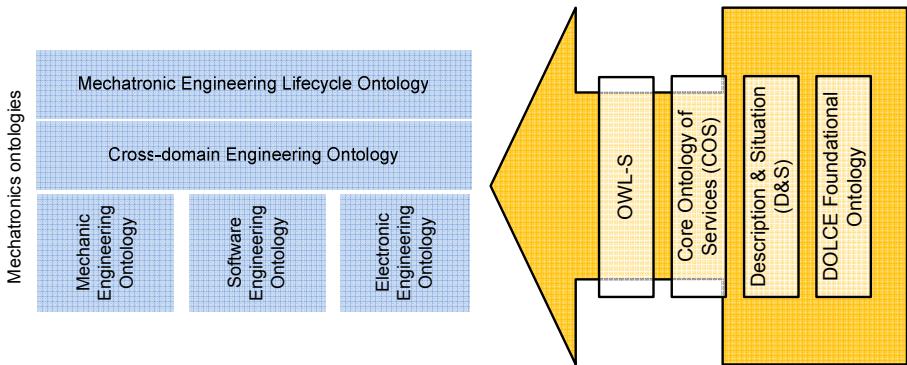 Mechatronics ontologies
Mechatronic Engineering Lifecycle Ontology
Cross-domain Engineering Ontology
Mechanic
Engineering
Ontology
Software
Engineering
Ontology
Electronic
Engineering
Ontology
OWL-S
Core Ontology of
Services (COS)
Description & Situation
(D&S)
DOLCE Foundational
Ontology